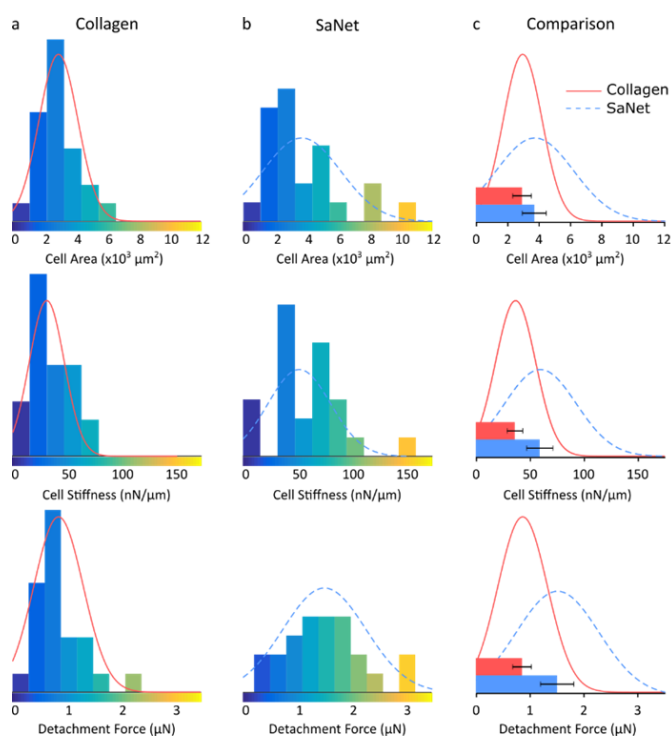 a Collagen b SaNet c Comparison
Collagen
SaNet
0 2 4 6 8 10 12 0 2 4 6 8 10 12 0 2 4 6 8 10 12
Cell Area (x10³ µm²) Cell Area (x10³ µm²) Cell Area (x10³ µm²)
0 50 100 150 0 50 100 150 0 50 100 150
Cell Stiffness (nN/µm) Cell Stiffness (nN/µm) Cell Stiffness (nN/µm)
0 1 2 3 0 1 2 3 0 1 2 3
Detachment Force (µN) Detachment Force (µN) Detachment Force (µN)